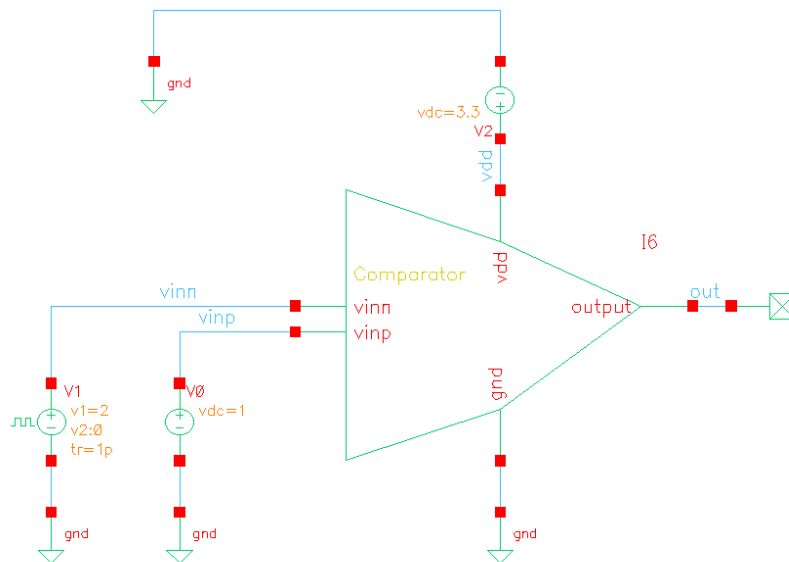 gnd
vdc=3.3
V2
vdd
I6
vdd
Comparator
vinn
vinn
output
out
vinp
vinp
gnd
V1
v1=2
v2:0
tr=1p
V0
vdc=1
gnd
gnd
gnd